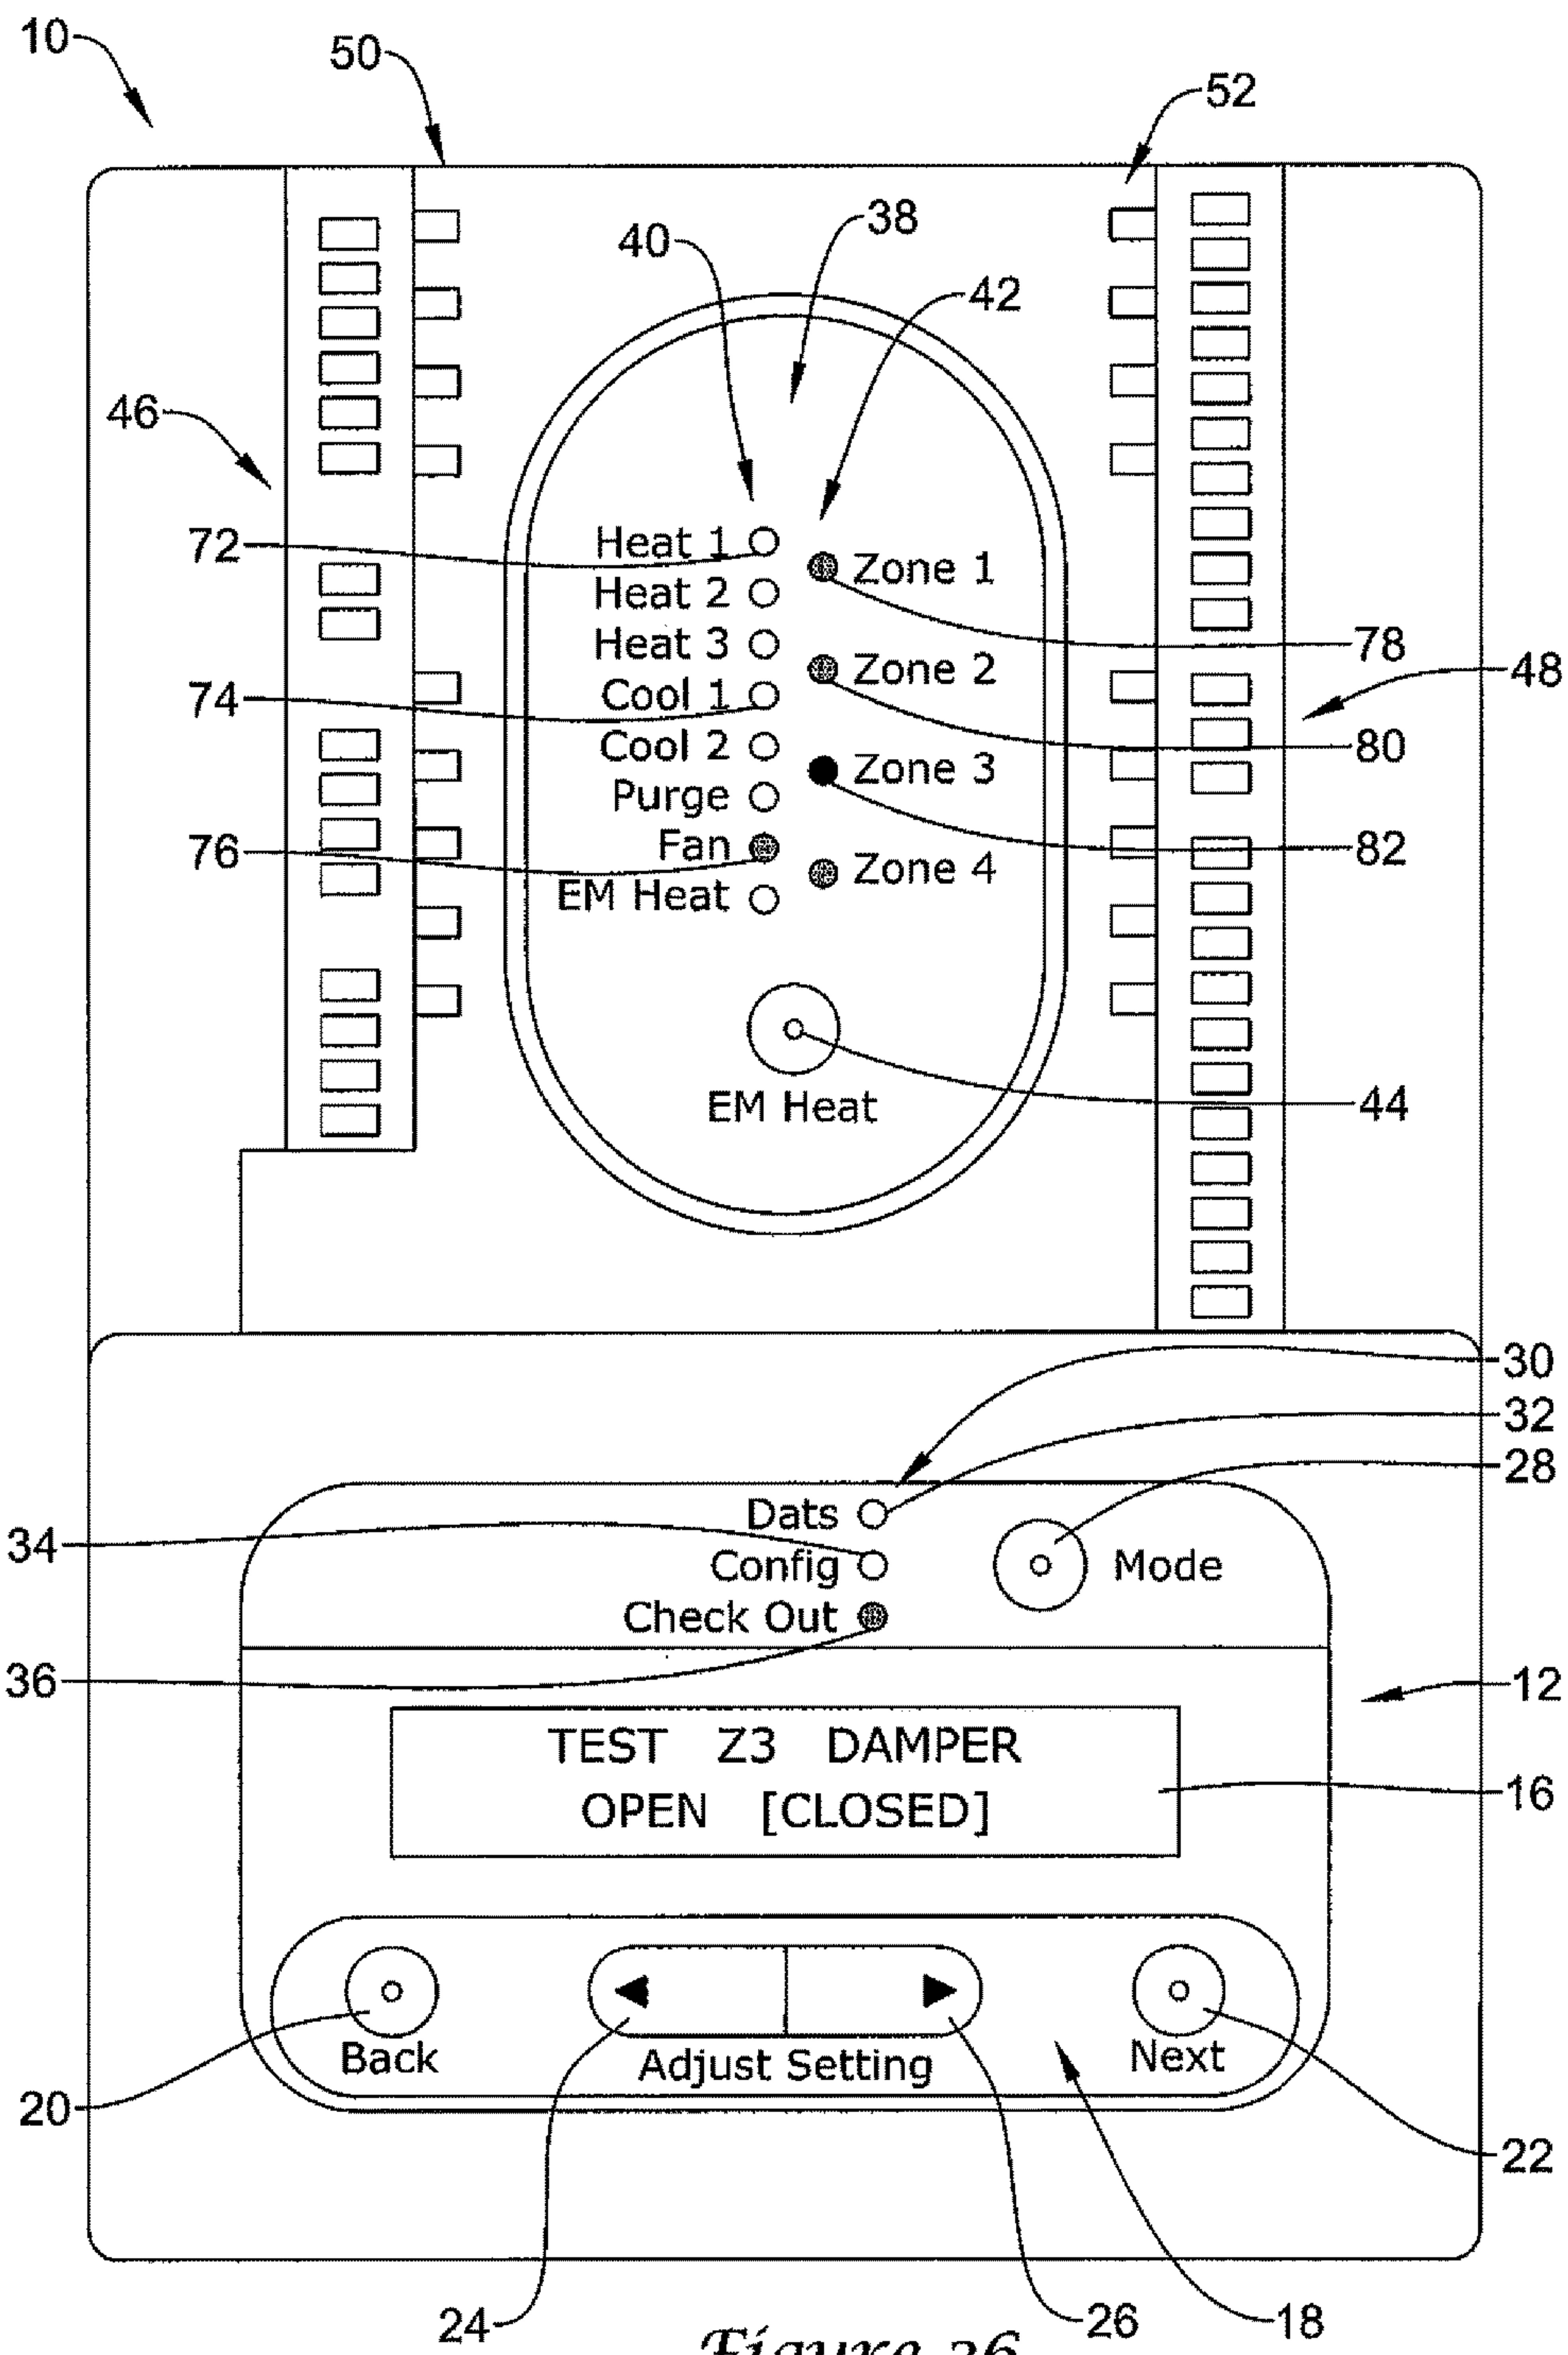 10
50
52
38
40
42
46
72
Heat 1
Zone 1
Heat 2
78
Heat 3
Zone 2
48
74
Cool 1
Cool 2
80
Zone 3
Purge
76
Fan
82
Zone 4
EM Heat
44
EM Heat
30
32
28
Dats
34
Config
Mode
Check Out
36
12
TEST Z3 DAMPER
16
OPEN [CLOSED]
Back
Adjust Setting
Next
20
22
24
26
18